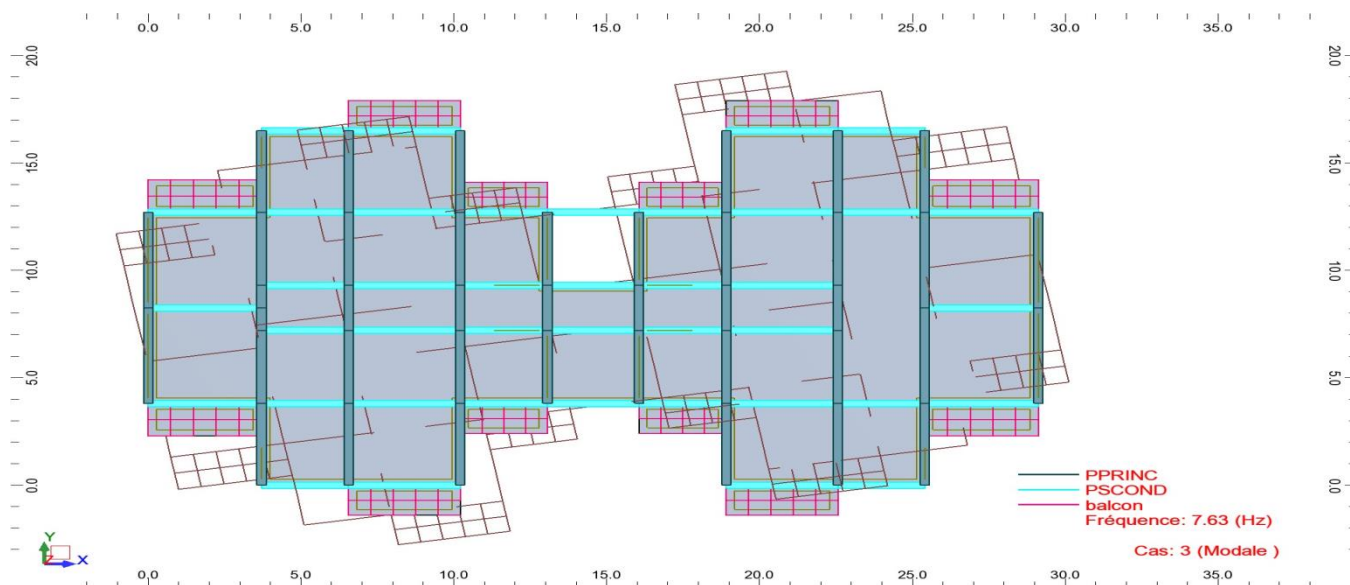 0.0 5.0 10.0 15.0 20.0 25.0 30.0 35.0
20.0 20.0
15.0 15.0
10.0 10.0
5.0 5.0
0.0 0.0
PPRINC
PSCOND
balcon
Fréquence: 7.63 (Hz)
Cas: 3 (Modale )
Y
Z X
0.0 5.0 10.0 15.0 20.0 25.0 30.0 35.0